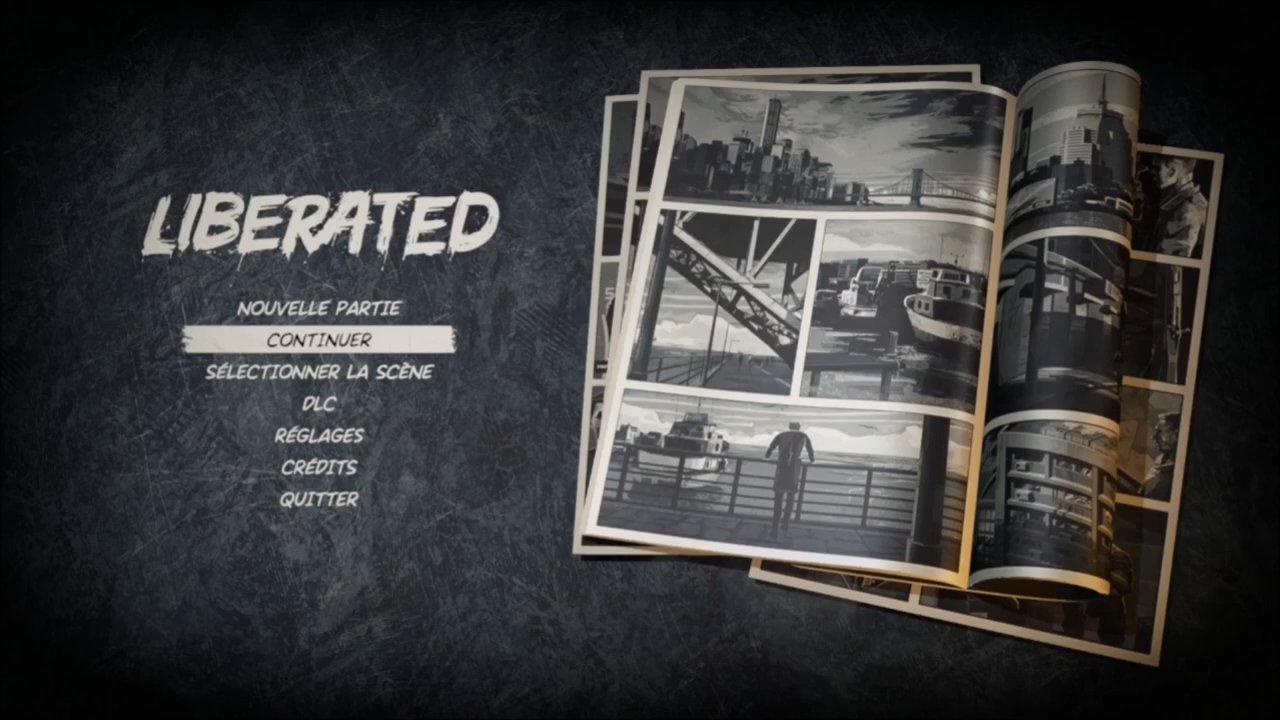 LIBERATED
NOUVELLE PARTIE
CONTINUER
SÉLECTIONNER LA SCÈNE
DLC
RÉGLAGES
CRÉDITS
QUITTER